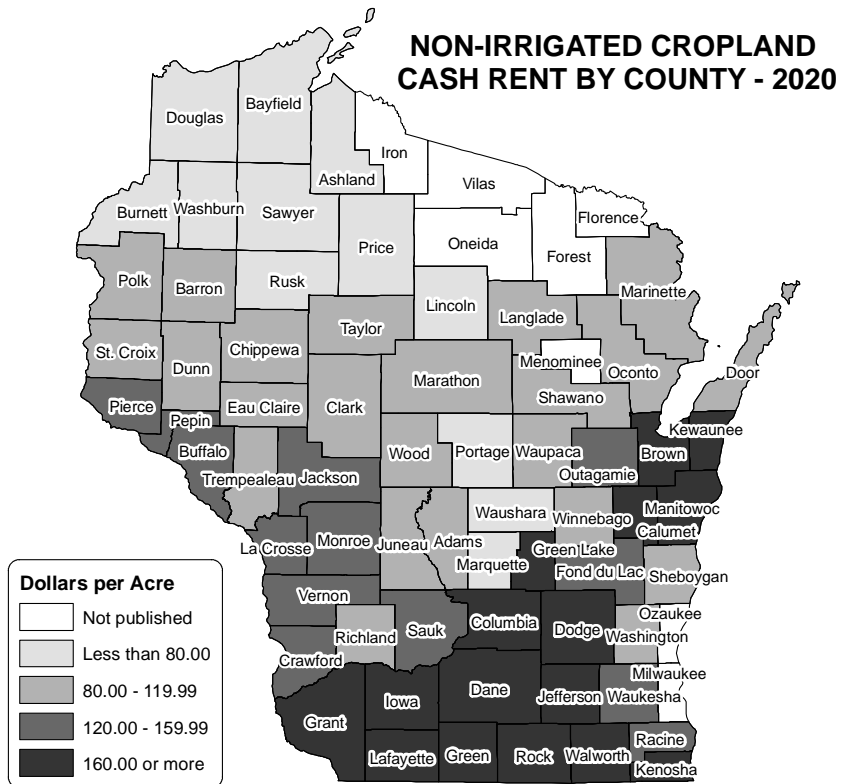 NON-IRRIGATED CROPLAND
CASH RENT BY COUNTY - 2020
Douglas
Bayfield
Iron
Ashland
Vilas
Burnett
Washburn
Sawyer
Florence
Price
Oneida
Forest
Polk
Barron
Rusk
Marinette
Lincoln
Langlade
Taylor
St. Croix
Chippewa
Dunn
Menominee
Oconto
Door
Marathon
Shawano
Pierce
Eau Claire
Clark
Pepin
Kewaunee
Buffalo
Wood
Portage
Waupaca
Brown
Trempealeau
Jackson
Outagamie
Waushara
Winnebago
Manitowoc
Calumet
La Crosse
Monroe
Juneau
Adams
Green Lake
Marquette
Fond du Lac
Sheboygan
Vernon
Ozaukee
Richland
Sauk
Columbia
Dodge
Washington
Crawford
Milwaukee
Dane
Jefferson
Waukesha
Grant
Iowa
Racine
Lafayette
Green
Rock
Walworth
Kenosha
Dollars per Acre
Not published
Less than 80.00
80.00 - 119.99
120.00 - 159.99
160.00 or more